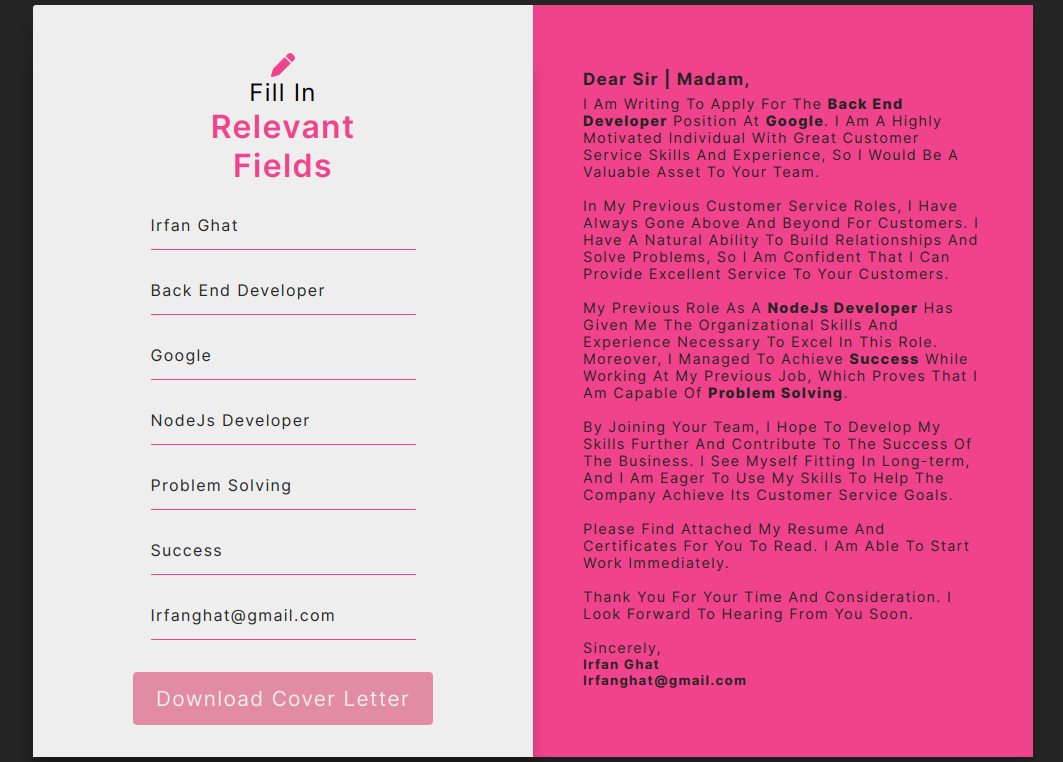 Fill In
Relevant
Fields
Irfan Ghat
Back End Developer
Google
NodeJs Developer
Problem Solving
Success
Irfanghat@gmail.com
Download Cover Letter
Dear Sir | Madam,
I Am Writing To Apply For The Back End
Developer Position At Google. I Am A Highly
Motivated Individual With Great Customer
Service Skills And Experience, So I Would Be A
Valuable Asset To Your Team.
In My Previous Customer Service Roles, I Have
Always Gone Above And Beyond For Customers. I
Have A Natural Ability To Build Relationships And
Solve Problems, So I Am Confident That I Can
Provide Excellent Service To Your Customers.
My Previous Role As A NodeJs Developer Has
Given Me The Organizational Skills And
Experience Necessary To Excel In This Role.
Moreover, I Managed To Achieve Success While
Working At My Previous Job, Which Proves That I
Am Capable Of Problem Solving.
By Joining Your Team, I Hope To Develop My
Skills Further And Contribute To The Success Of
The Business. I See Myself Fitting In Long-term,
And I Am Eager To Use My Skills To Help The
Company Achieve Its Customer Service Goals.
Please Find Attached My Resume And
Certificates For You To Read. I Am Able To Start
Work Immediately.
Thank You For Your Time And Consideration. I
Look Forward To Hearing From You Soon.
Sincerely,
Irfan Ghat
Irfanghat@gmail.com